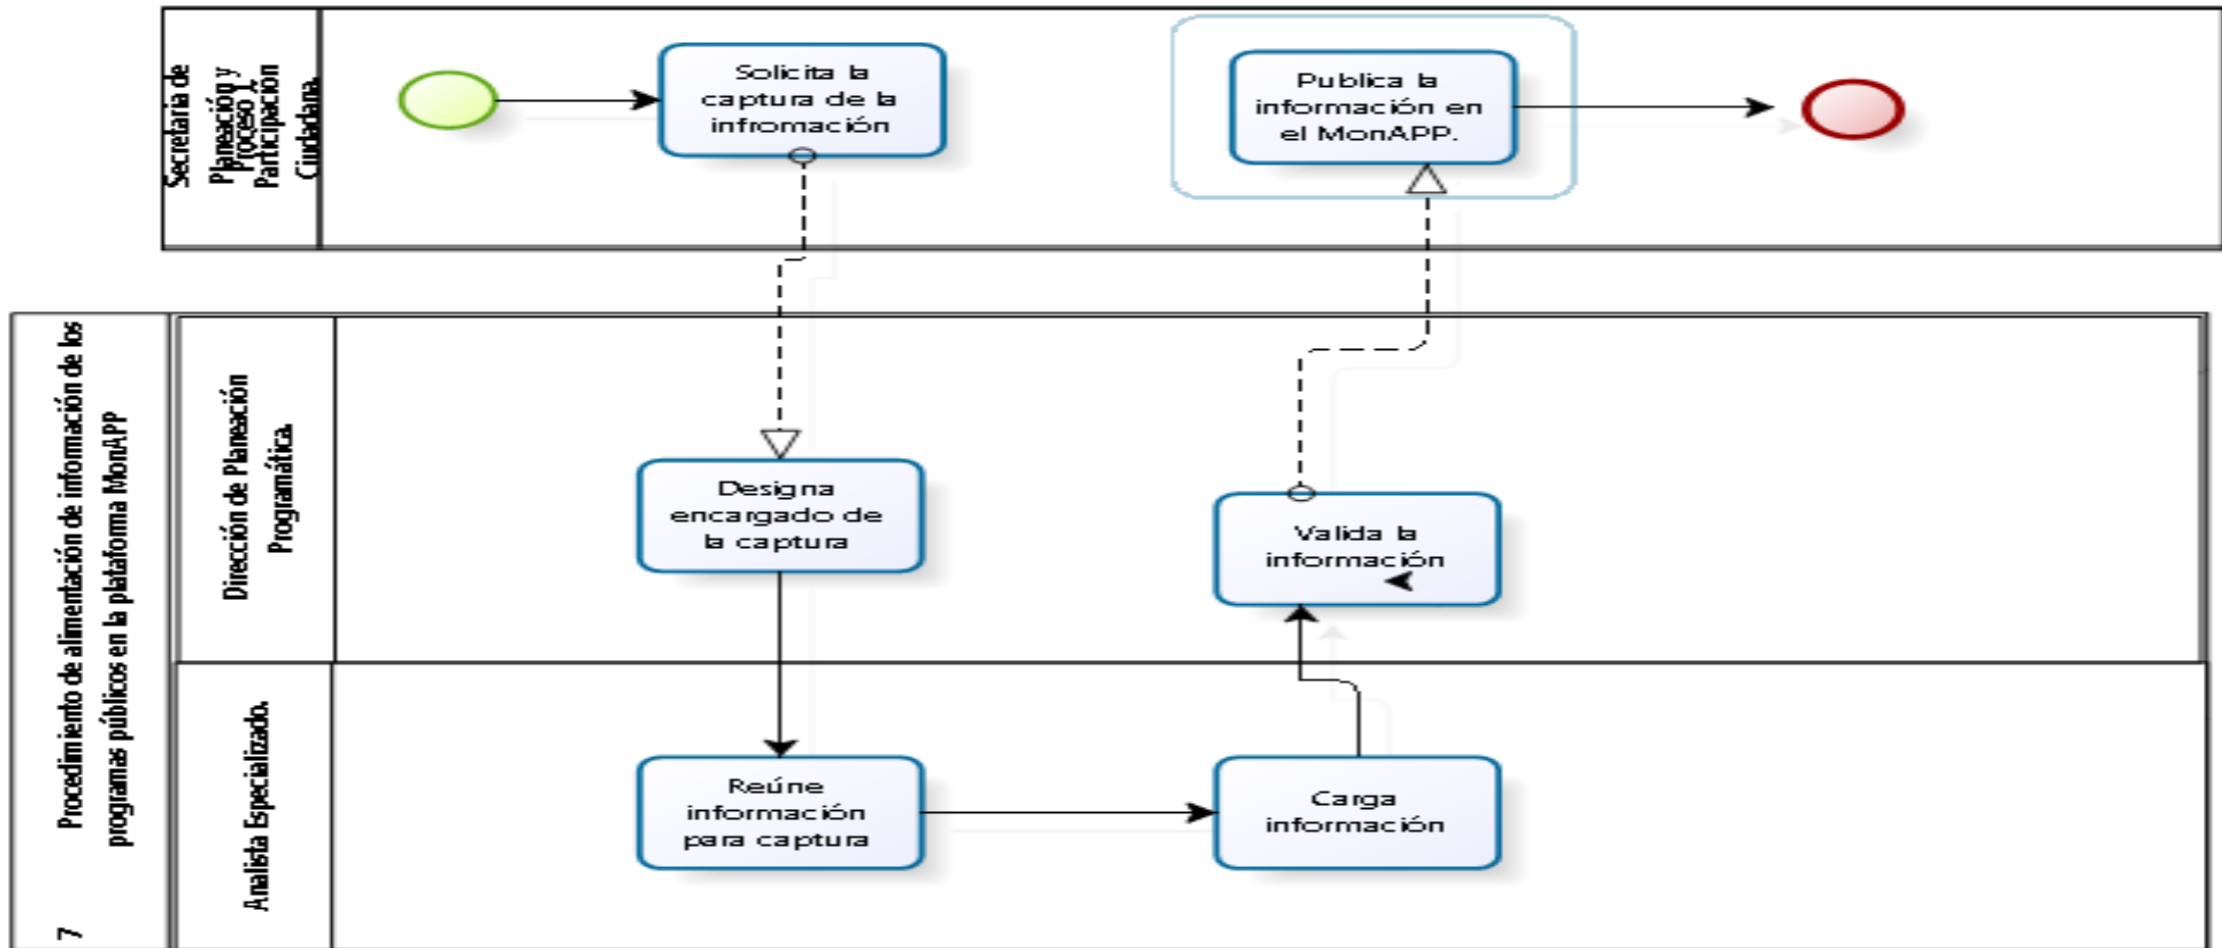 Secretaria de
Planeación y
Proceso 1.
Participación
Ciudadana.
Solicita la
captura de la
infromación
Publica la
información en
el MonAPP.
7 Procedimiento de alimentación de información de los
programas públicos en la plataforma MonAPP
Dirección de Planeación
Programática.
Designa
encargado de
la captura
Valida la
información
Analista Especializado.
Reúne
información
para captura
Carga
información